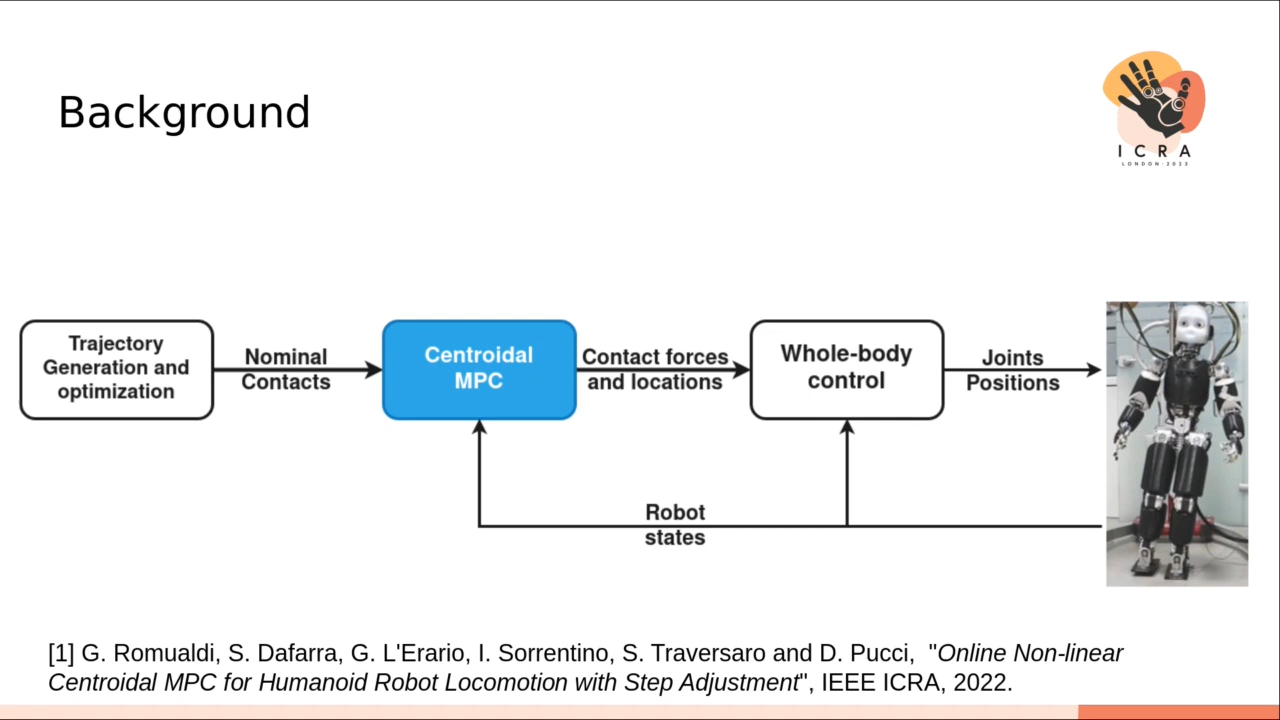 Background
I C R A
LONDON·2023
Trajectory
Generation and
optimization
Nominal
Contacts
Centroidal
MPC
Contact forces
and locations
Whole-body
control
Joints
Positions
Robot
states
[1] G. Romualdi, S. Dafarra, G. L'Erario, I. Sorrentino, S. Traversaro and D. Pucci,  "Online Non-linear
Centroidal MPC for Humanoid Robot Locomotion with Step Adjustment", IEEE ICRA, 2022.